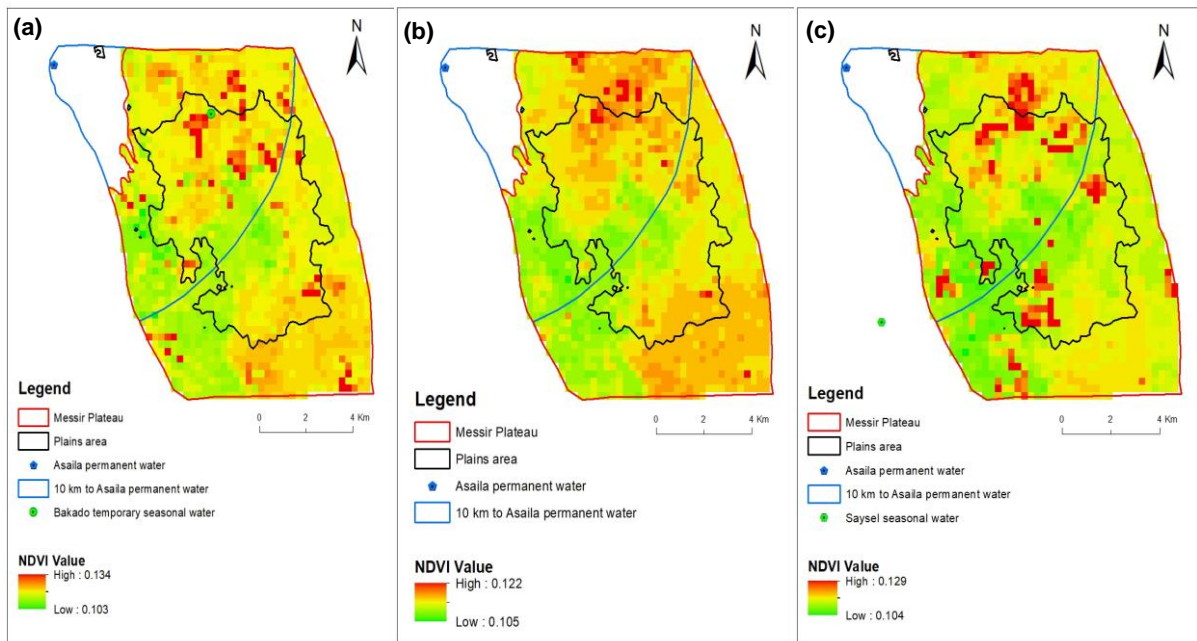 (a)
N
Legend
0 2 4 Km
Messir Plateau
Plains area
Asaila permanent water
10 km to Asaila permanent water
Bakado temporary seasonal water
NDVI Value
High : 0.134
Low : 0.103
(b)
N
Legend
0 2 4 Km
Messir Plateau
Plains area
Asaila permanent water
10 km to Asaila permanent water
NDVI Value
High : 0.122
Low : 0.105
(c)
N
Legend
0 2 4 Km
Messir Plateau
Plains area
Asaila permanent water
10 km to Asaila permanent water
Saysel seasonal water
NDVI Value
High : 0.129
Low : 0.104